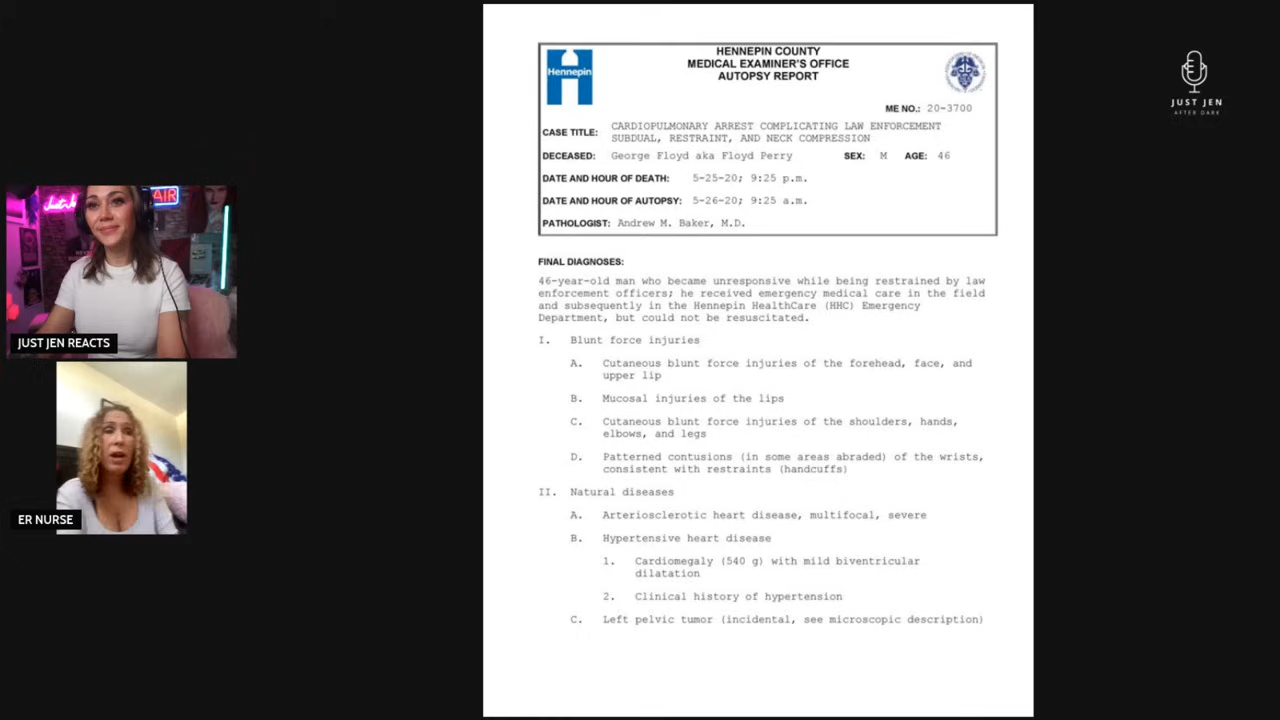 HENNEPIN COUNTY
MEDICAL EXAMINER'S OFFICE
AUTOPSY REPORT
Hennepin
ME NO.: 20-3700
CASE TITLE: CARDIOPULMONARY ARREST COMPLICATING LAW ENFORCEMENT
SUBDUAL, RESTRAINT, AND NECK COMPRESSION
DECEASED: George Floyd aka Floyd Perry SEX: M AGE: 46
DATE AND HOUR OF DEATH: 5-25-20; 9:25 p.m.
DATE AND HOUR OF AUTOPSY: 5-26-20; 9:25 a.m.
PATHOLOGIST: Andrew M. Baker, M.D.
FINAL DIAGNOSES:
46-year-old man who became unresponsive while being restrained by law
enforcement officers; he received emergency medical care in the field
and subsequently in the Hennepin HealthCare (HHC) Emergency
Department, but could not be resuscitated.
I. Blunt force injuries
A. Cutaneous blunt force injuries of the forehead, face, and
upper lip
B. Mucosal injuries of the lips
C. Cutaneous blunt force injuries of the shoulders, hands,
elbows, and legs
D. Patterned contusions (in some areas abraded) of the wrists,
consistent with restraints (handcuffs)
II. Natural diseases
A. Arteriosclerotic heart disease, multifocal, severe
B. Hypertensive heart disease
1. Cardiomegaly (540 g) with mild biventricular
dilatation
2. Clinical history of hypertension
C. Left pelvic tumor (incidental, see microscopic description)
JUST JEN
AFTER DARK
AIR
JUST JEN REACTS
ER NURSE